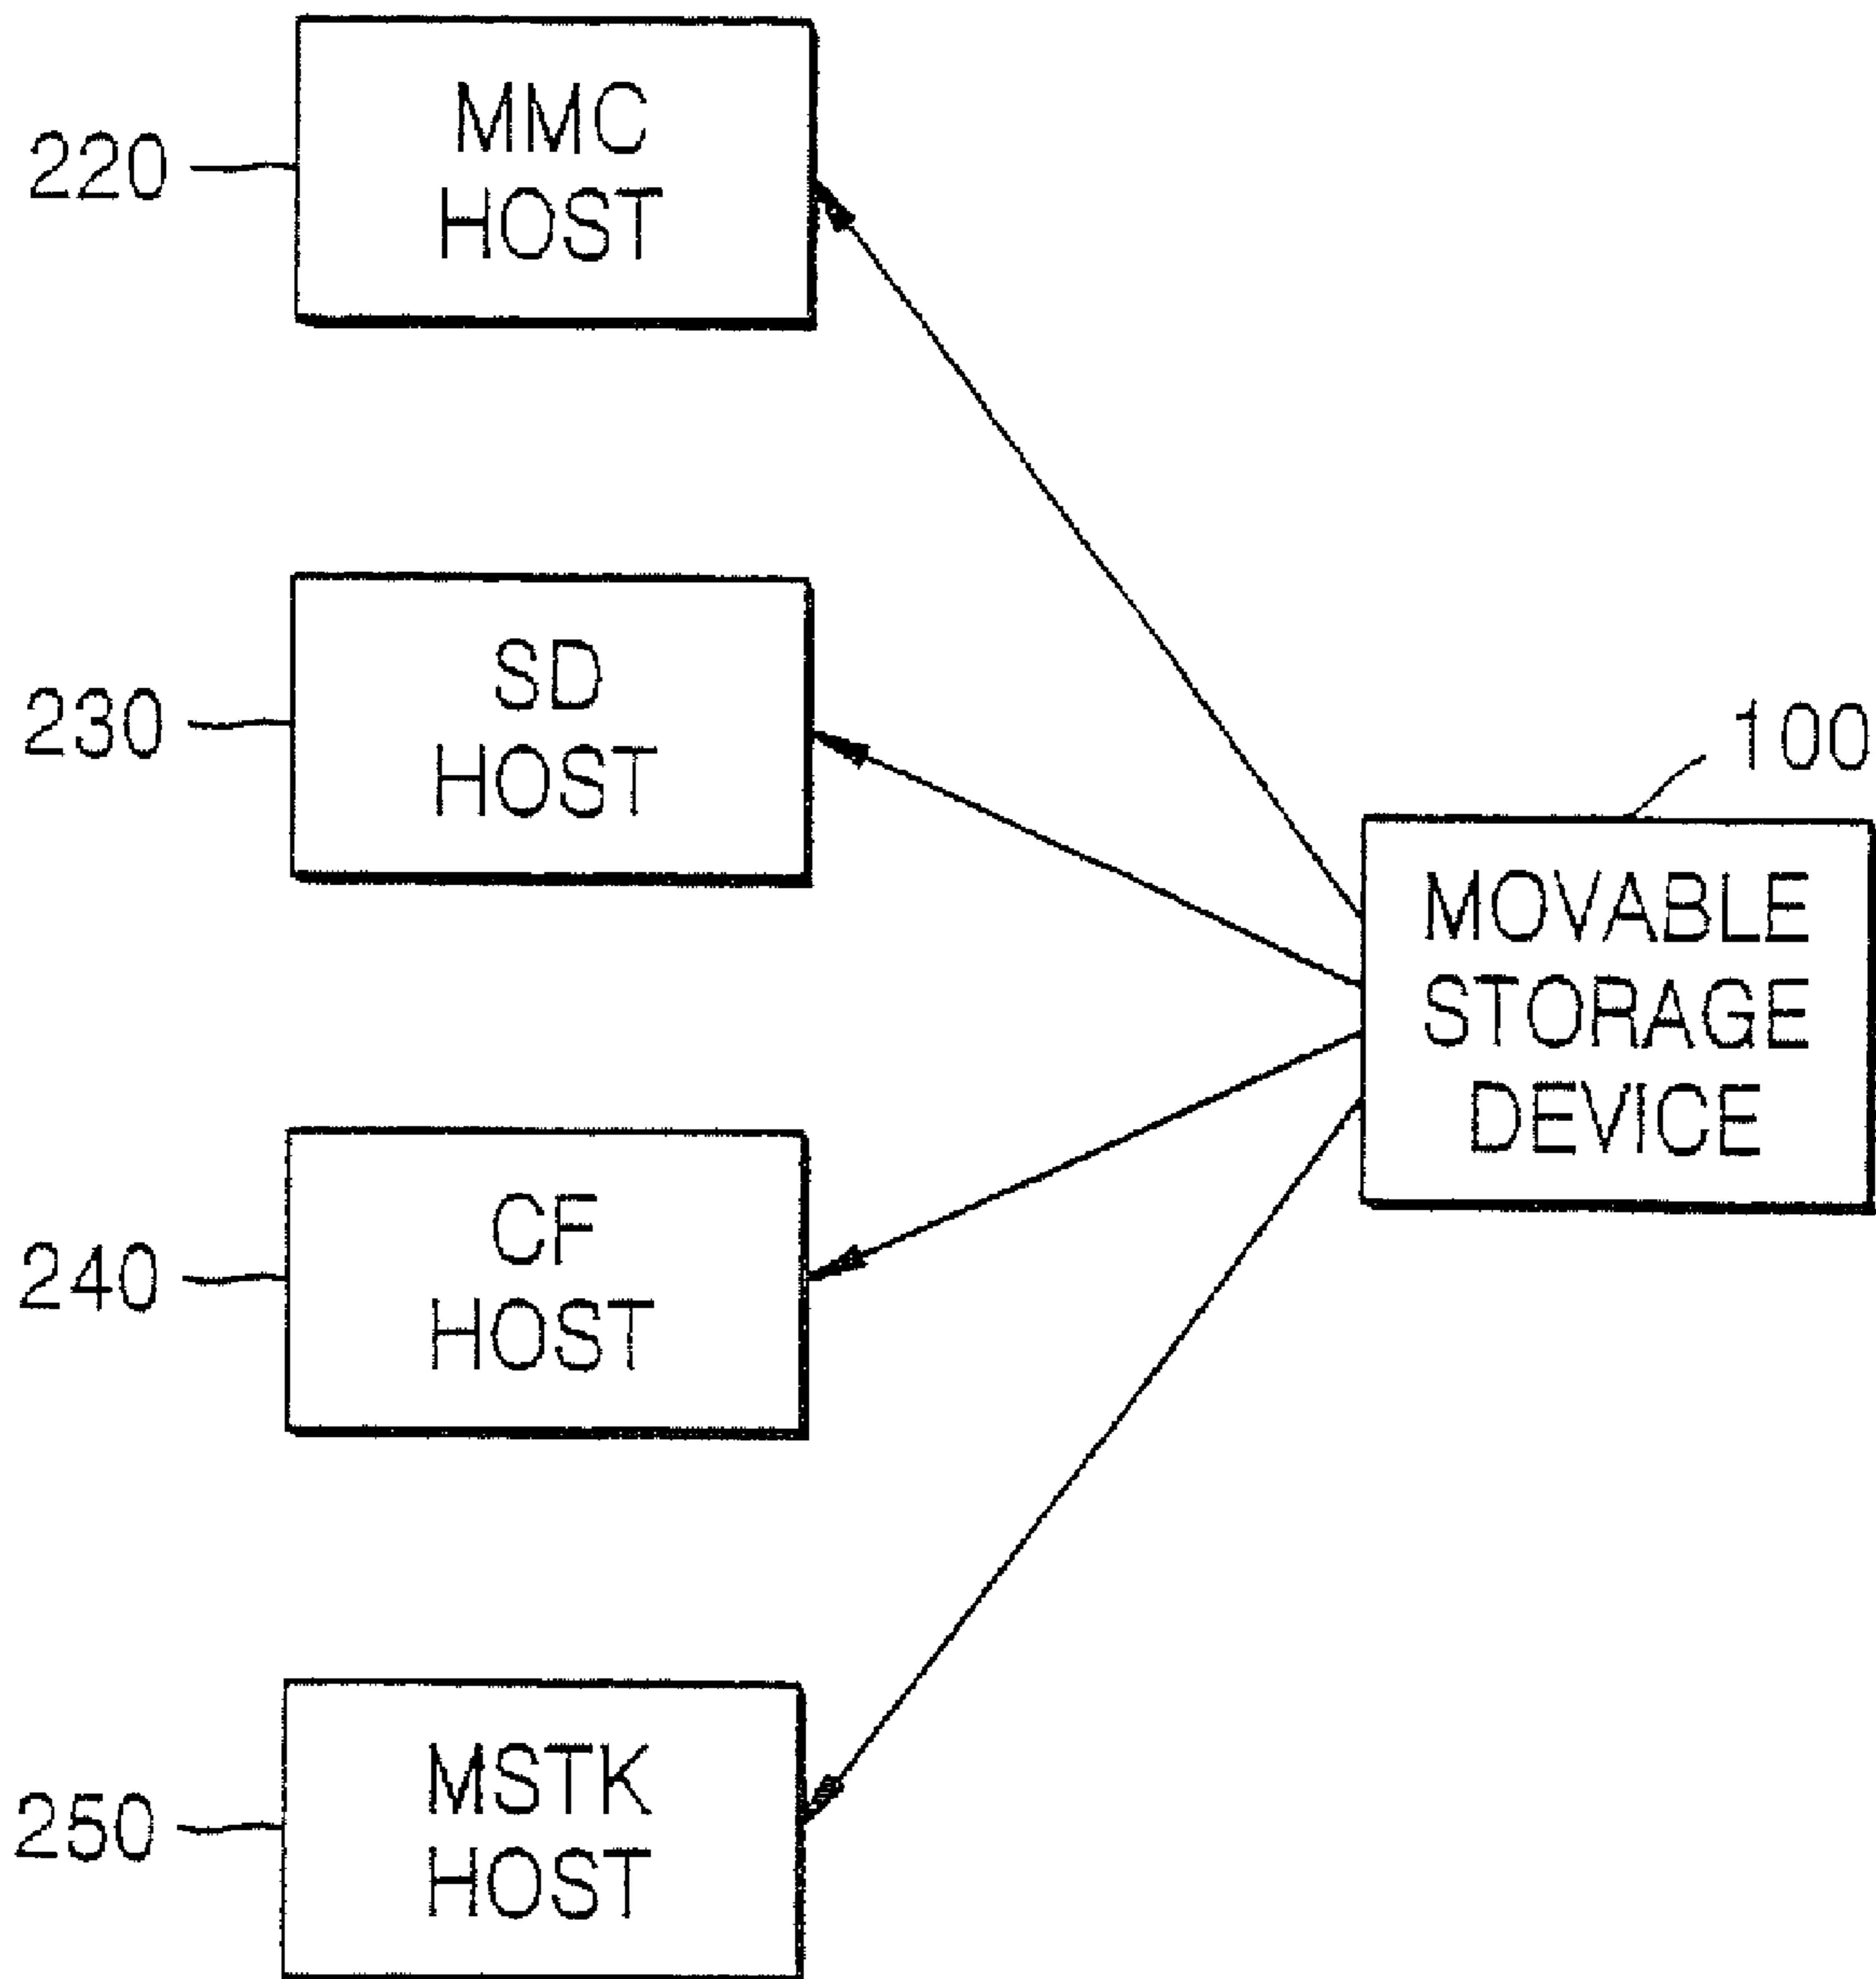 MMC
HOST
220
SD
HOST
230
100
MOVABLE
STORAGE
DEVICE
CF
HOST
240
MSTK
HOST
250